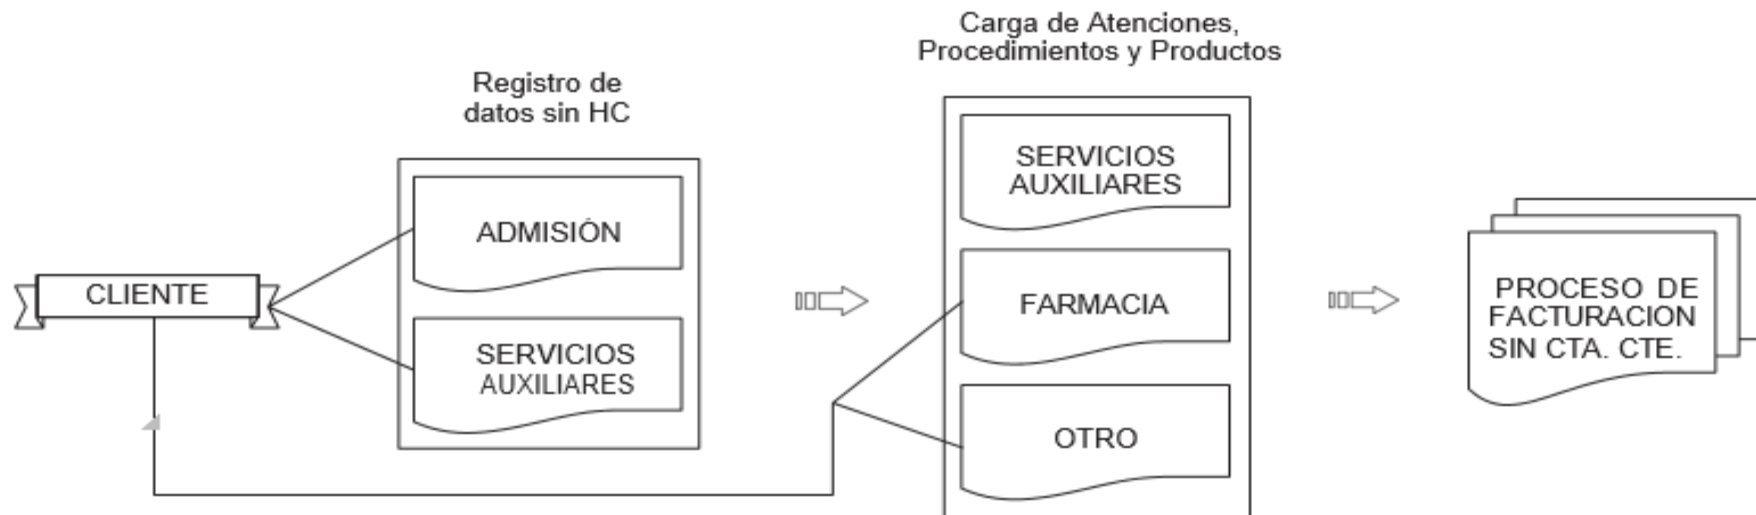 Carga de Atenciones,
Procedimientos y Productos
Registro de
datos sin HC
CLIENTE
ADMISIÓN
SERVICIOS
AUXILIARES
SERVICIOS
AUXILIARES
FARMACIA
OTRO
PROCESO DE
FACTURACION
SIN CTA. CTE.